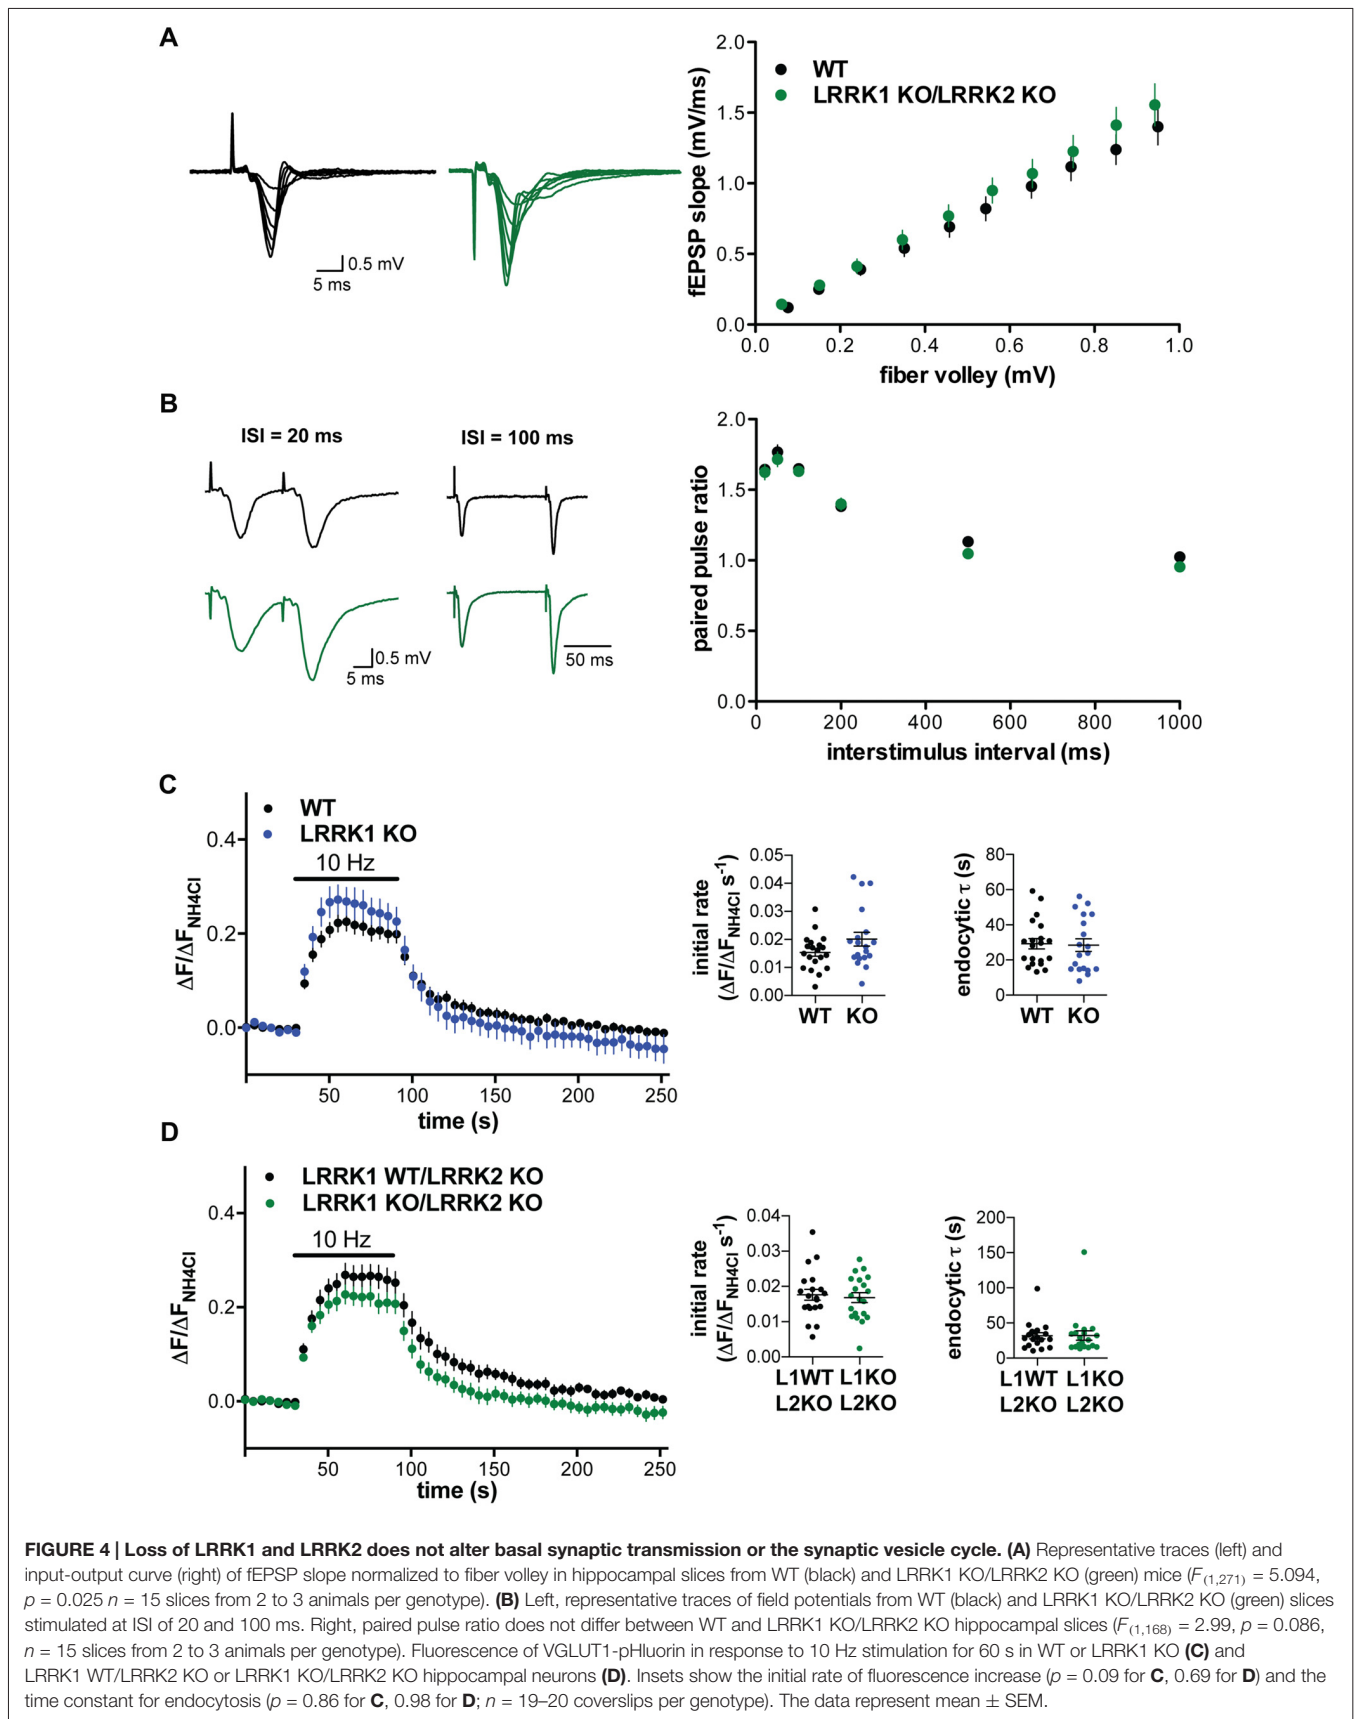 A
2.0
1.5
1.0
0.5
0.0
fEPSP slope (mV/ms)
WT
LRRK1 KO/LRRK2 KO
0.5 mV
5 ms
0.0 0.2 0.4 0.6 0.8 1.0
fiber volley (mV)
B
ISI = 20 ms
ISI = 100 ms
0.5 mV
5 ms
50 ms
2.0
1.5
1.0
0.5
0.0
paired pulse ratio
0 200 400 600 800 1000
interstimulus interval (ms)
C
WT
LRRK1 KO
10 Hz
0.4
0.2
0.0
ΔF/ΔFNH4Cl
50 100 150 200 250
time (s)
0.05
0.04
0.03
0.02
0.01
0.00
initial rate
(ΔF/ΔFNH4Cl s-1)
WT KO
80
60
40
20
0
endocytic τ (s)
WT KO
D
LRRK1 WT/LRRK2 KO
LRRK1 KO/LRRK2 KO
10 Hz
0.4
0.2
0.0
ΔF/ΔFNH4Cl
50 100 150 200 250
time (s)
0.04
0.03
0.02
0.01
0.00
initial rate
(ΔF/ΔFNH4Cl s-1)
L1WT L1KO
L2KO L2KO
200
150
100
50
0
endocytic τ (s)
L1WT L1KO
L2KO L2KO
FIGURE 4 | Loss of LRRK1 and LRRK2 does not alter basal synaptic transmission or the synaptic vesicle cycle. (A) Representative traces (left) and
input-output curve (right) of fEPSP slope normalized to fiber volley in hippocampal slices from WT (black) and LRRK1 KO/LRRK2 KO (green) mice (F(1,271) = 5.094,
p = 0.025 n = 15 slices from 2 to 3 animals per genotype). (B) Left, representative traces of field potentials from WT (black) and LRRK1 KO/LRRK2 KO (green) slices
stimulated at ISI of 20 and 100 ms. Right, paired pulse ratio does not differ between WT and LRRK1 KO/LRRK2 KO hippocampal slices (F(1,168) = 2.99, p = 0.086,
n = 15 slices from 2 to 3 animals per genotype). Fluorescence of VGLUT1-pHluorin in response to 10 Hz stimulation for 60 s in WT or LRRK1 KO (C) and
LRRK1 WT/LRRK2 KO or LRRK1 KO/LRRK2 KO hippocampal neurons (D). Insets show the initial rate of fluorescence increase (p = 0.09 for C, 0.69 for D) and the
time constant for endocytosis (p = 0.86 for C, 0.98 for D; n = 19–20 coverslips per genotype). The data represent mean ± SEM.